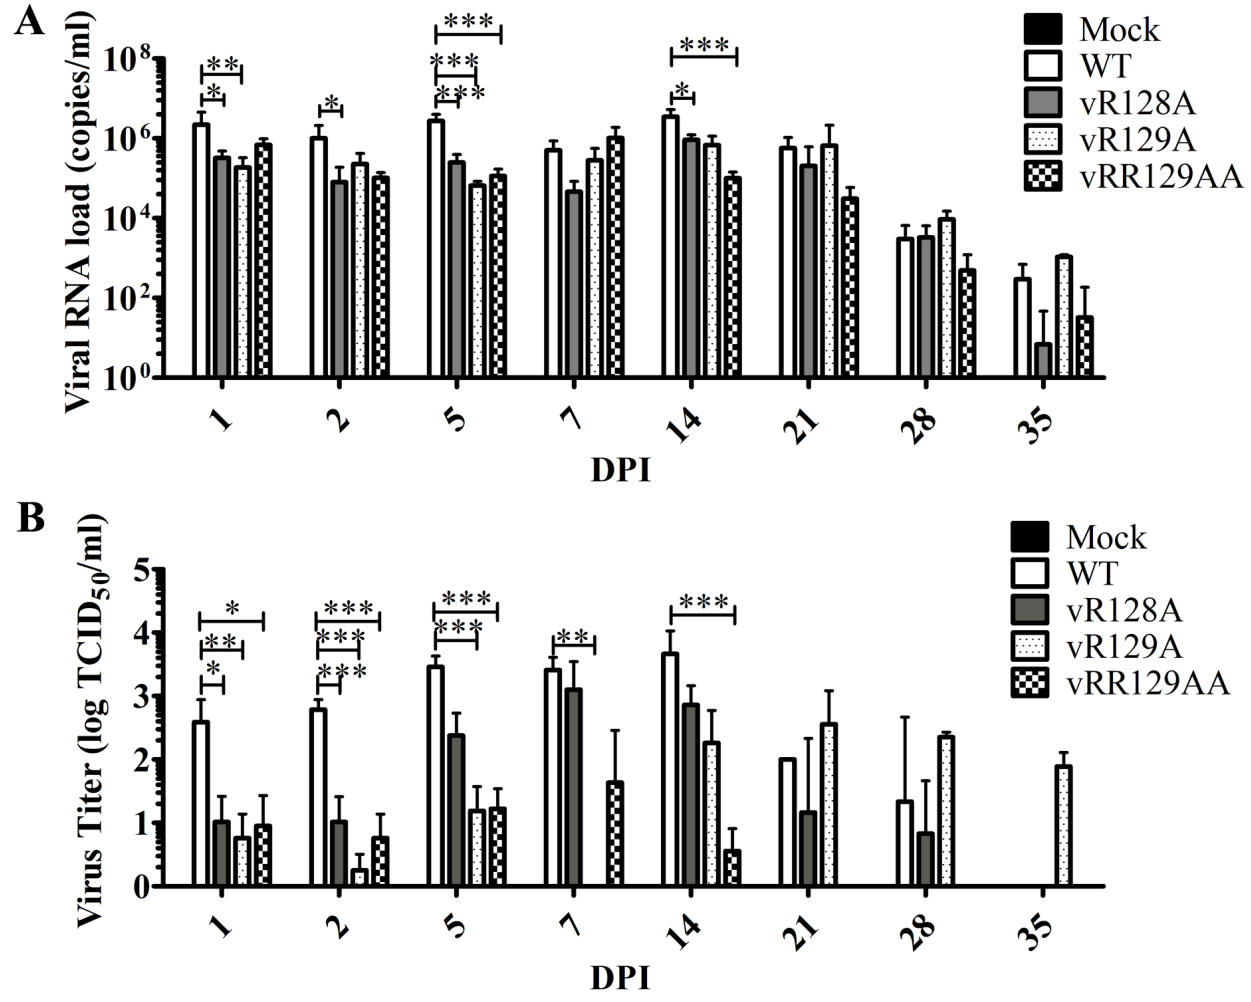 A
Viral RNA load (copies/ml)
10^8
10^6
10^4
10^2
10^0
** * * *** *** *** *** *
Mock
WT
vR128A
vR129A
vRR129AA
1 2 5 7 14 21 28 35
DPI
B
Virus Titer (log TCID50/ml)
5
4
3
2
1
0
* ** * *** *** *** *** *** ** ***
Mock
WT
vR128A
vR129A
vRR129AA
1 2 5 7 14 21 28 35
DPI